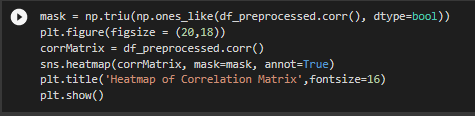 mask = np.triu(np.ones_like(df_preprocessed.corr(), dtype=bool))
plt.figure(figsize = (20,18))
corrMatrix = df_preprocessed.corr()
sns.heatmap(corrMatrix, mask=mask, annot=True)
plt.title('Heatmap of Correlation Matrix',fontsize=16)
plt.show()